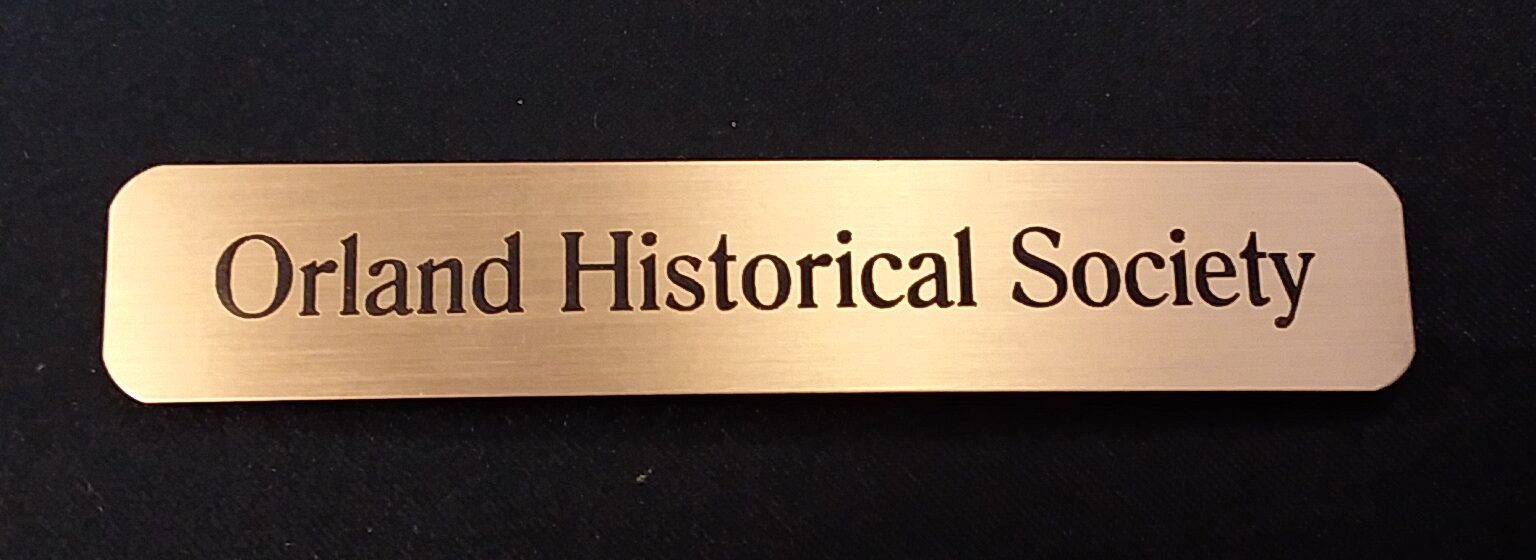 Orland Historical Society